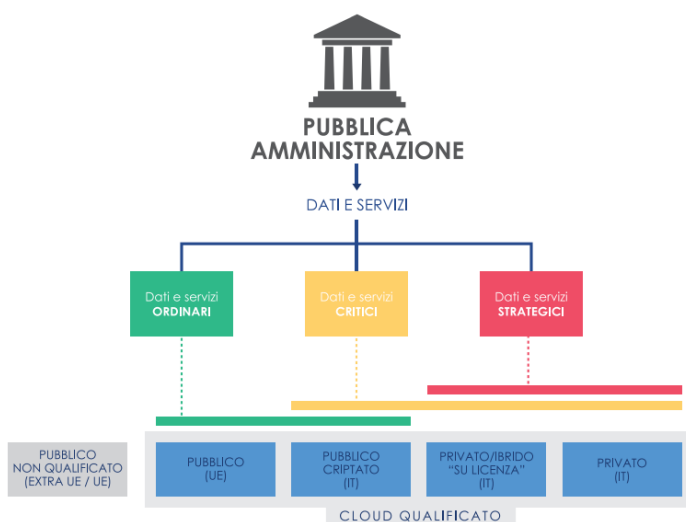 PUBBLICA
AMMINISTRAZIONE
DATI E SERVIZI
Dati e servizi
ORDINARI
Dati e servizi
CRITICI
Dati e servizi
STRATEGICI
PUBBLICO
NON QUALIFICATO
(EXTRA UE / UE)
PUBBLICO
(UE)
PUBBLICO
CRIPTATO
(IT)
PRIVATO/IBRIDO
"SU LICENZA"
(IT)
PRIVATO
(IT)
CLOUD QUALIFICATO